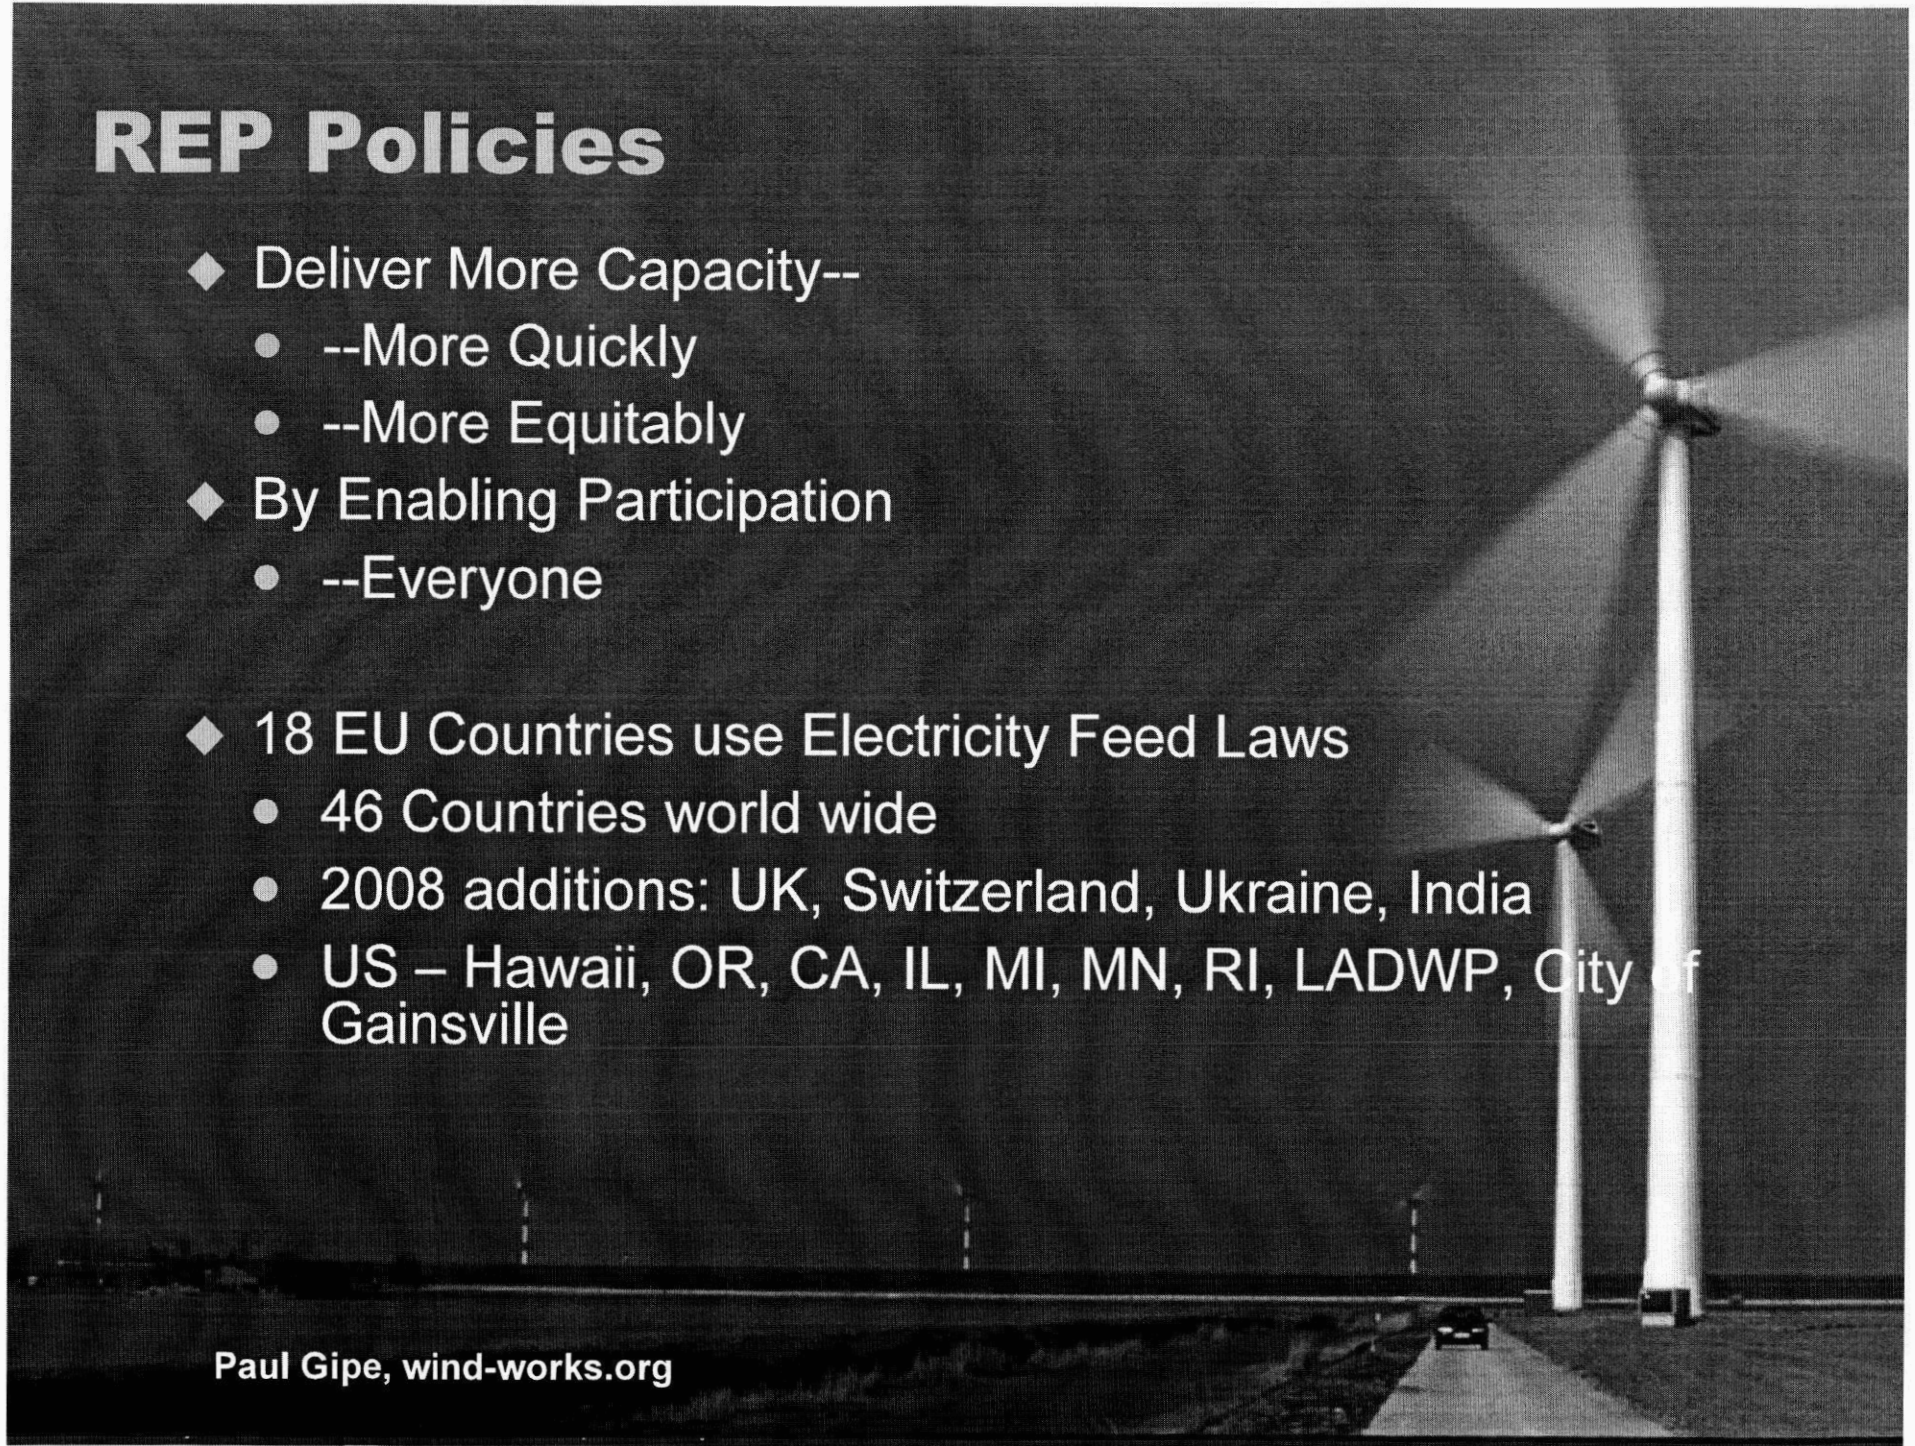 REP Policies
◆ Deliver More Capacity--
● --More Quickly
● --More Equitably
◆ By Enabling Participation
● --Everyone
◆ 18 EU Countries use Electricity Feed Laws
● 46 Countries world wide
● 2008 additions: UK, Switzerland, Ukraine, India
● US – Hawaii, OR, CA, IL, MI, MN, RI, LADWP, City of
Gainsville
Paul Gipe, wind-works.org